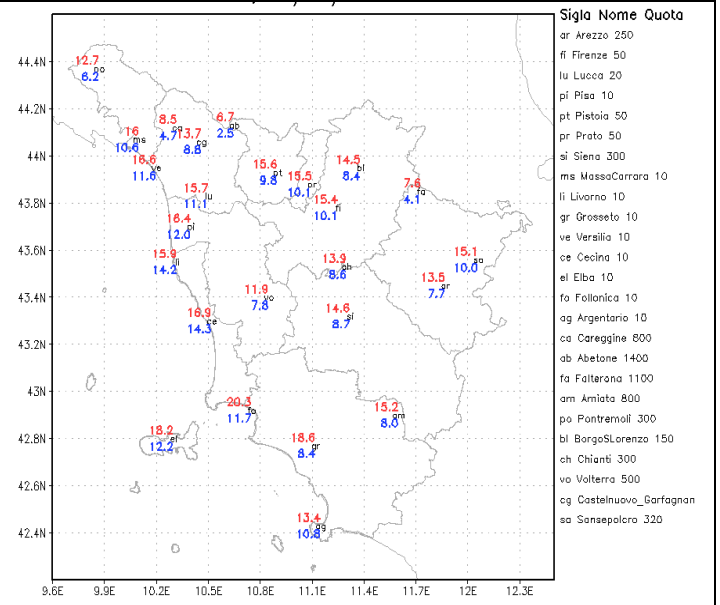 Sigla Nome Quota
ar Arezzo 250
fi Firenze 50
lu Lucca 20
pi Pisa 10
pt Pistoia 50
pr Prato 50
si Siena 300
ms MassaCarrara 10
li Livorno 10
gr Grosseto 10
ve Versilia 10
ce Cecina 10
el Elba 10
fo Follonica 10
ag Argentario 10
ca Careggine 800
ab Abetone 1400
fa Falterona 1100
am Amiata 800
po Pontremoli 300
bl BorgoSLorenzo 150
ch Chianti 300
vo Volterra 500
cg Castelnuovo_Garfagnan
sa Sansepolcro 320
44.4N
12.7
po
6.2
44.2N
8.5
ca
4.7
6.7
ab
2.5
16
ms
10.6
13.7
cg
8.8
44N
16.6
ve
11.6
15.6
pt
9.8
14.5
bl
8.4
15.5
pr
10.1
7.6
fa
4.1
15.7
lu
11.1
43.8N
15.4
fi
10.1
16.4
pi
12.0
43.6N
15.9
li
14.2
13.9
ch
8.6
15.1
sa
10.0
13.5
ar
7.7
43.4N
11.9
vo
7.8
16.9
ce
14.3
14.6
si
8.7
43.2N
43N
20.3
fo
11.7
15.2
am
8.0
42.8N
18.2
el
12.2
18.6
gr
8.4
42.6N
42.4N
13.4
ag
10.8
9.6E 9.9E 10.2E 10.5E 10.8E 11.1E 11.4E 11.7E 12E 12.3E